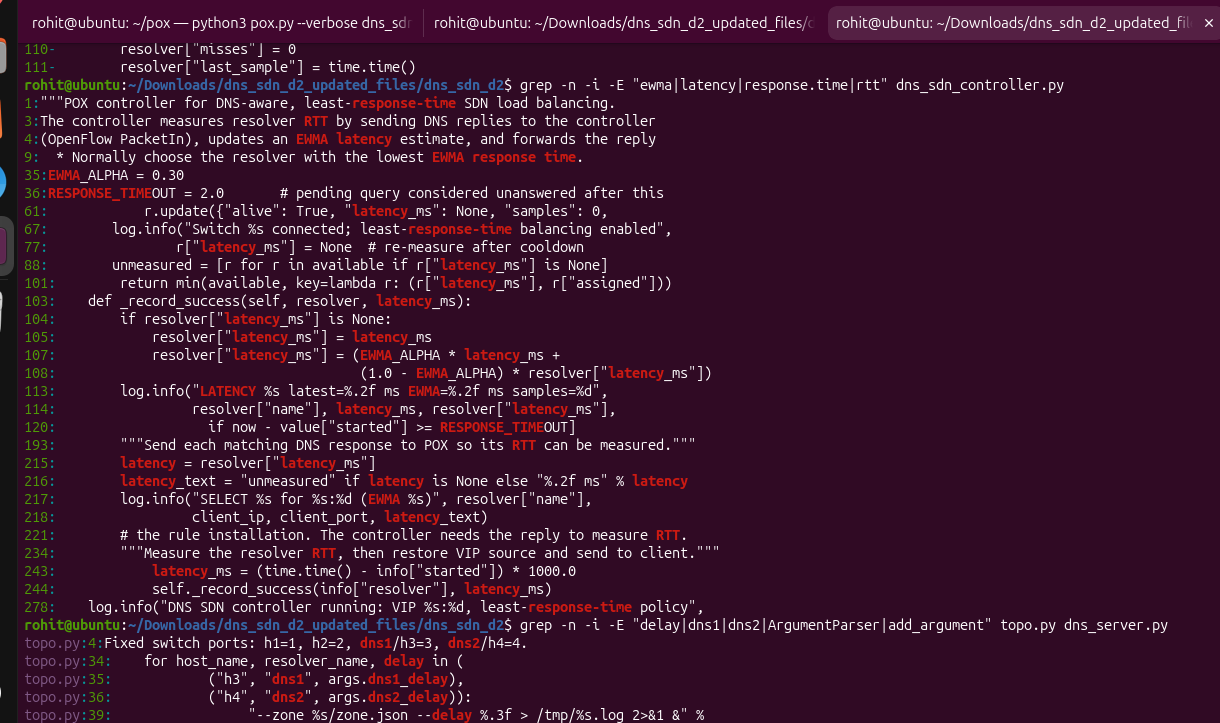 rohit@ubuntu: ~/pox — python3 pox.py --verbose dns_sdn
rohit@ubuntu: ~/Downloads/dns_sdn_d2_updated_files/d
rohit@ubuntu: ~/Downloads/dns_sdn_d2_updated_fil ×
110-        resolver["misses"] = 0
111-        resolver["last_sample"] = time.time()
rohit@ubuntu:~/Downloads/dns_sdn_d2_updated_files/dns_sdn_d2$ grep -n -i -E "ewma|latency|response.time|rtt" dns_sdn_controller.py
1:"""POX controller for DNS-aware, least-response-time SDN load balancing.
3:The controller measures resolver RTT by sending DNS replies to the controller
4:(OpenFlow PacketIn), updates an EWMA latency estimate, and forwards the reply
9:  * Normally choose the resolver with the lowest EWMA response time.
35:EWMA_ALPHA = 0.30
36:RESPONSE_TIMEOUT = 2.0       # pending query considered unanswered after this
61:            r.update({"alive": True, "latency_ms": None, "samples": 0,
67:        log.info("Switch %s connected; least-response-time balancing enabled",
77:                r["latency_ms"] = None  # re-measure after cooldown
88:        unmeasured = [r for r in available if r["latency_ms"] is None]
101:        return min(available, key=lambda r: (r["latency_ms"], r["assigned"]))
103:    def _record_success(self, resolver, latency_ms):
104:        if resolver["latency_ms"] is None:
105:            resolver["latency_ms"] = latency_ms
107:            resolver["latency_ms"] = (EWMA_ALPHA * latency_ms +
108:                                      (1.0 - EWMA_ALPHA) * resolver["latency_ms"])
113:        log.info("LATENCY %s latest=%.2f ms EWMA=%.2f ms samples=%d",
114:                 resolver["name"], latency_ms, resolver["latency_ms"],
120:                   if now - value["started"] >= RESPONSE_TIMEOUT]
193:        """Send each matching DNS response to POX so its RTT can be measured."""
215:        latency = resolver["latency_ms"]
216:        latency_text = "unmeasured" if latency is None else "%.2f ms" % latency
217:        log.info("SELECT %s for %s:%d (EWMA %s)", resolver["name"],
218:                 client_ip, client_port, latency_text)
221:        # the rule installation. The controller needs the reply to measure RTT.
234:        """Measure the resolver RTT, then restore VIP source and send to client."""
243:            latency_ms = (time.time() - info["started"]) * 1000.0
244:            self._record_success(info["resolver"], latency_ms)
278:    log.info("DNS SDN controller running: VIP %s:%d, least-response-time policy",
rohit@ubuntu:~/Downloads/dns_sdn_d2_updated_files/dns_sdn_d2$ grep -n -i -E "delay|dns1|dns2|ArgumentParser|add_argument" topo.py dns_server.py
topo.py:4:Fixed switch ports: h1=1, h2=2, dns1/h3=3, dns2/h4=4.
topo.py:34:    for host_name, resolver_name, delay in (
topo.py:35:            ("h3", "dns1", args.dns1_delay),
topo.py:36:            ("h4", "dns2", args.dns2_delay)):
topo.py:39:                 "--zone %s/zone.json --delay %.3f > /tmp/%s.log 2>&1 &" %